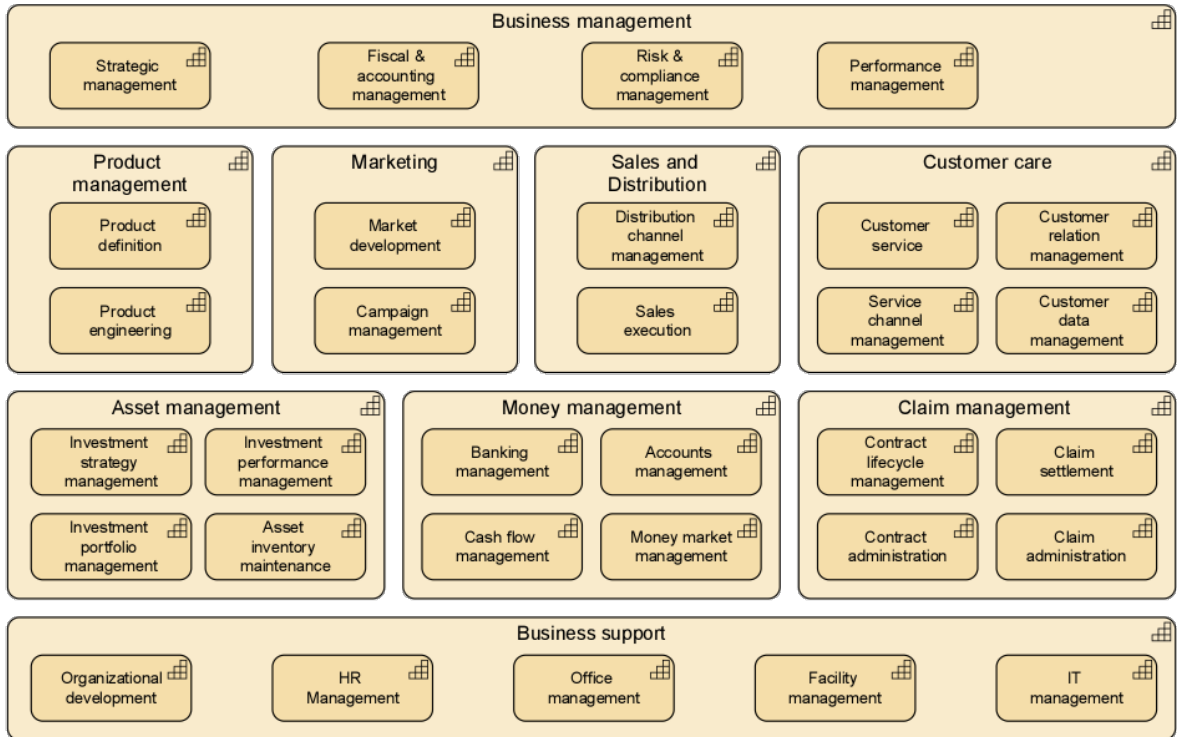 Business management
Strategic
management
Fiscal &
accounting
management
Risk &
compliance
management
Performance
management
Product
management
Product
definition
Product
engineering
Marketing
Market
development
Campaign
management
Sales and
Distribution
Distribution
channel
management
Sales
execution
Customer care
Customer
service
Customer
relation
management
Service
channel
management
Customer
data
management
Asset management
Investment
strategy
management
Investment
performance
management
Investment
portfolio
management
Asset
inventory
maintenance
Money management
Banking
management
Accounts
management
Cash flow
management
Money market
management
Claim management
Contract
lifecycle
management
Claim
settlement
Contract
administration
Claim
administration
Business support
Organizational
development
HR
Management
Office
management
Facility
management
IT
management